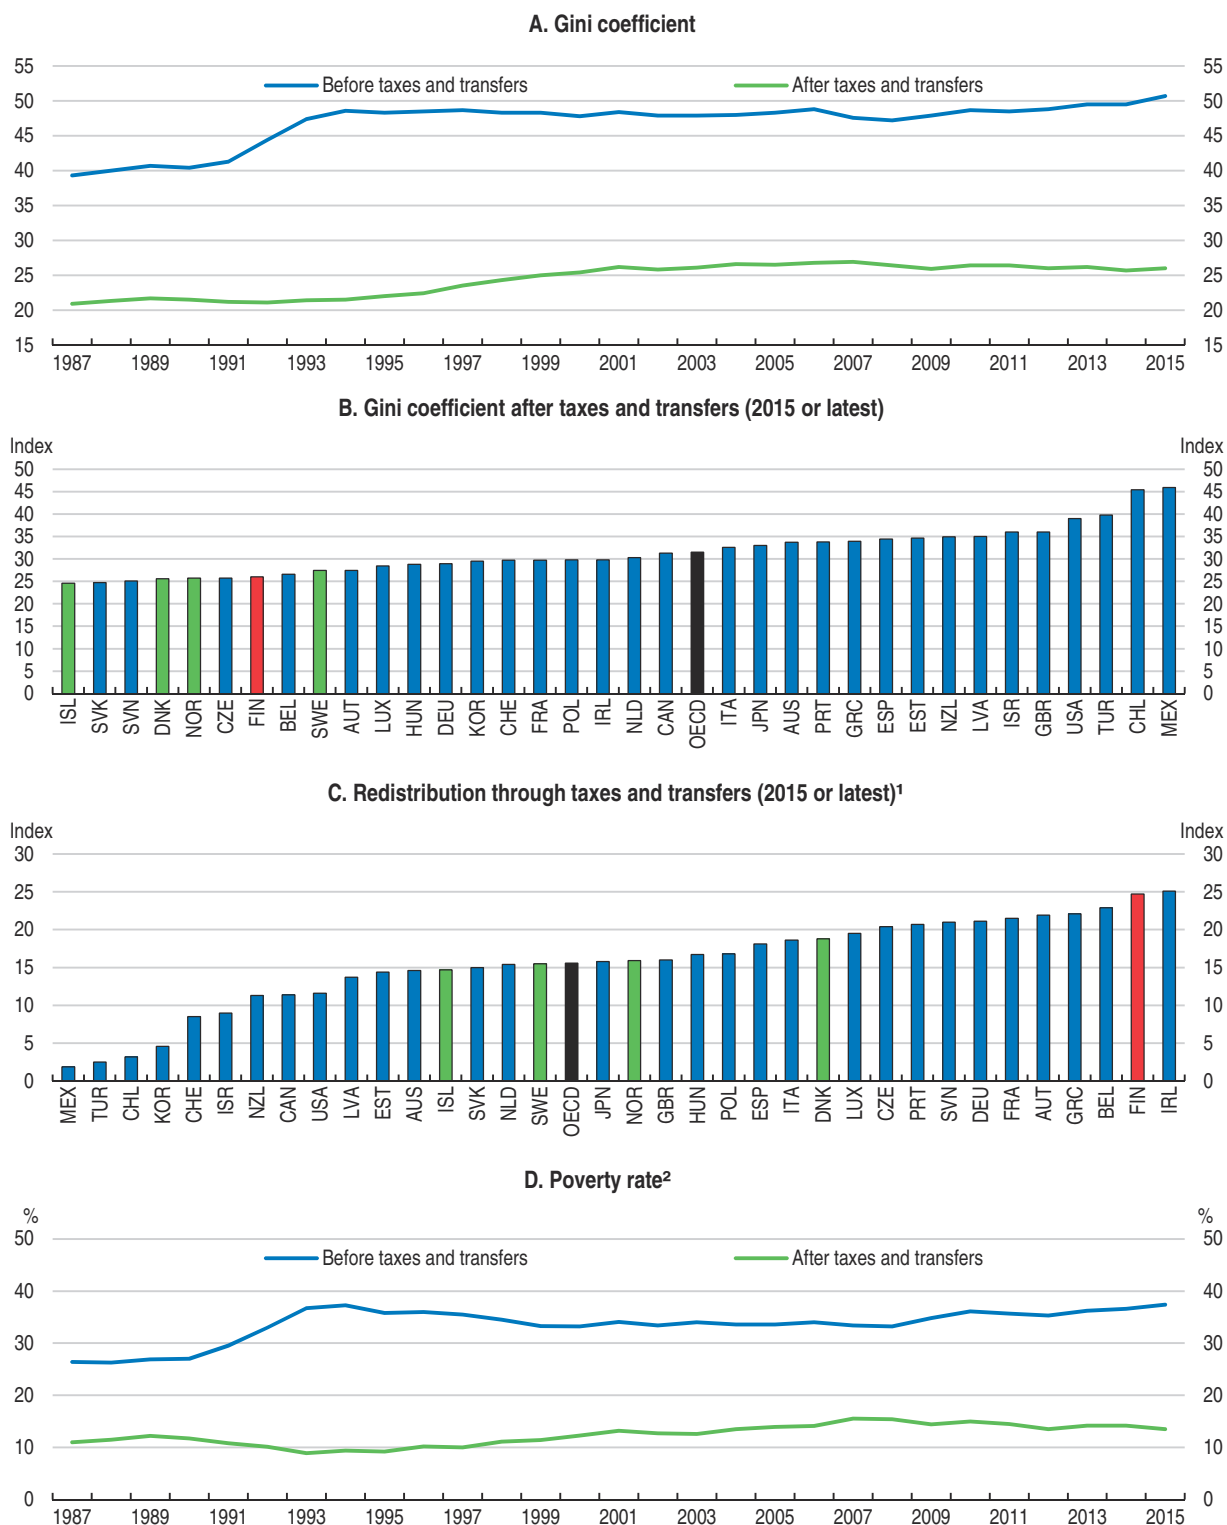 A. Gini coefficient
55 55
Before taxes and transfers After taxes and transfers
50 50
45 45
40 40
35 35
30 30
25 25
20 20
15 15
1987 1989 1991 1993 1995 1997 1999 2001 2003 2005 2007 2009 2011 2013 2015
B. Gini coefficient after taxes and transfers (2015 or latest)
Index Index
50 50
45 45
40 40
35 35
30 30
25 25
20 20
15 15
10 10
5 5
0 0
ISL SVK SVN DNK NOR CZE FIN BEL SWE AUT LUX HUN DEU KOR CHE FRA POL IRL NLD CAN OECD ITA JPN AUS PRT GRC ESP EST NZL LVA ISR GBR USA TUR CHL MEX
C. Redistribution through taxes and transfers (2015 or latest)¹
Index Index
30 30
25 25
20 20
15 15
10 10
5 5
0 0
MEX TUR CHL KOR CHE ISR NZL CAN USA LVA EST AUS ISL SVK NLD SWE OECD JPN NOR GBR HUN POL ESP ITA DNK LUX CZE PRT SVN DEU FRA AUT GRC BEL FIN IRL
D. Poverty rate²
% %
50 50
Before taxes and transfers After taxes and transfers
40 40
30 30
20 20
10 10
0 0
1987 1989 1991 1993 1995 1997 1999 2001 2003 2005 2007 2009 2011 2013 2015